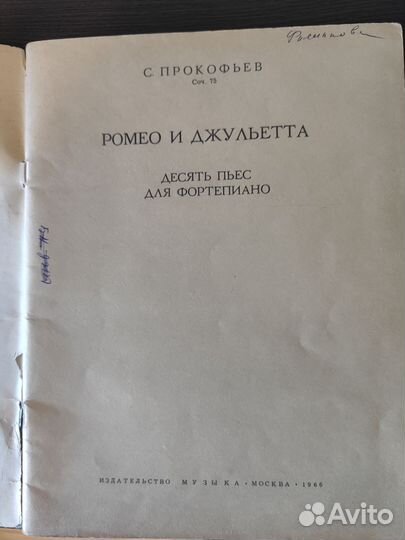 С. ПРОКОФЬЕВ
Соч. 75
РОМЕО И ДЖУЛЬЕТТА
ДЕСЯТЬ ПЬЕС
ДЛЯ ФОРТЕПИАНО
ИЗДАТЕЛЬСТВО МУЗЫКА · МОСКВА · 1966
Avito